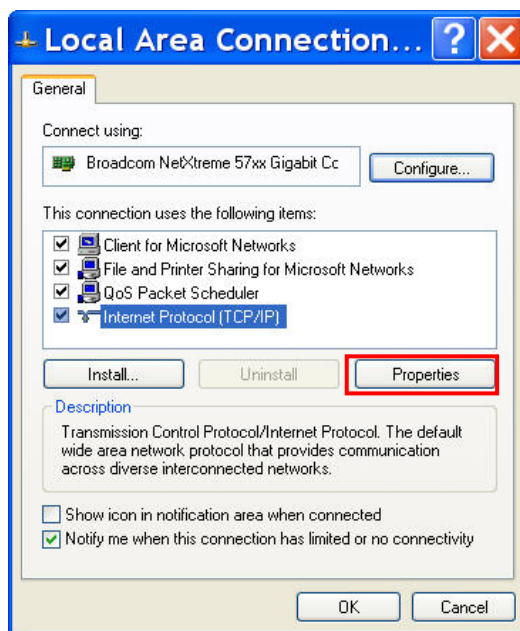 Local Area Connection...
General
Connect using:
Broadcom NetXtreme 57xx Gigabit Cc
Configure...
This connection uses the following items:
Client for Microsoft Networks
File and Printer Sharing for Microsoft Networks
QoS Packet Scheduler
Internet Protocol (TCP/IP)
Install... Uninstall Properties
Description
Transmission Control Protocol/Internet Protocol. The default
wide area network protocol that provides communication
across diverse interconnected networks.
Show icon in notification area when connected
Notify me when this connection has limited or no connectivity
OK Cancel